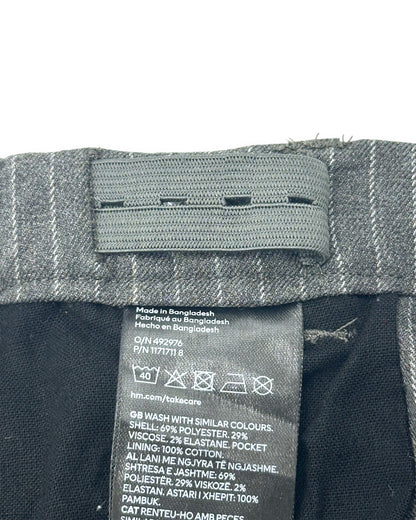 Made in Bangladesh
Fabriqué au Bangladesh
Hecho en Bangladesh
O/N 492976
P/N 1171711 8
40
hm.com/takecare
GB WASH WITH SIMILAR COLOURS.
SHELL: 69% POLYESTER, 29%
VISCOSE, 2% ELASTANE. POCKET
LINING: 100% COTTON.
AL LANI ME NGJYRA TË NGJASHME.
SHTRESA E JASHTME: 69%
POLIESTËR, 29% VISKOZË, 2%
ELASTAN. ASTARI I XHEPIT: 100%
PAMBUK.
CAT RENTEU-HO AMB PECES